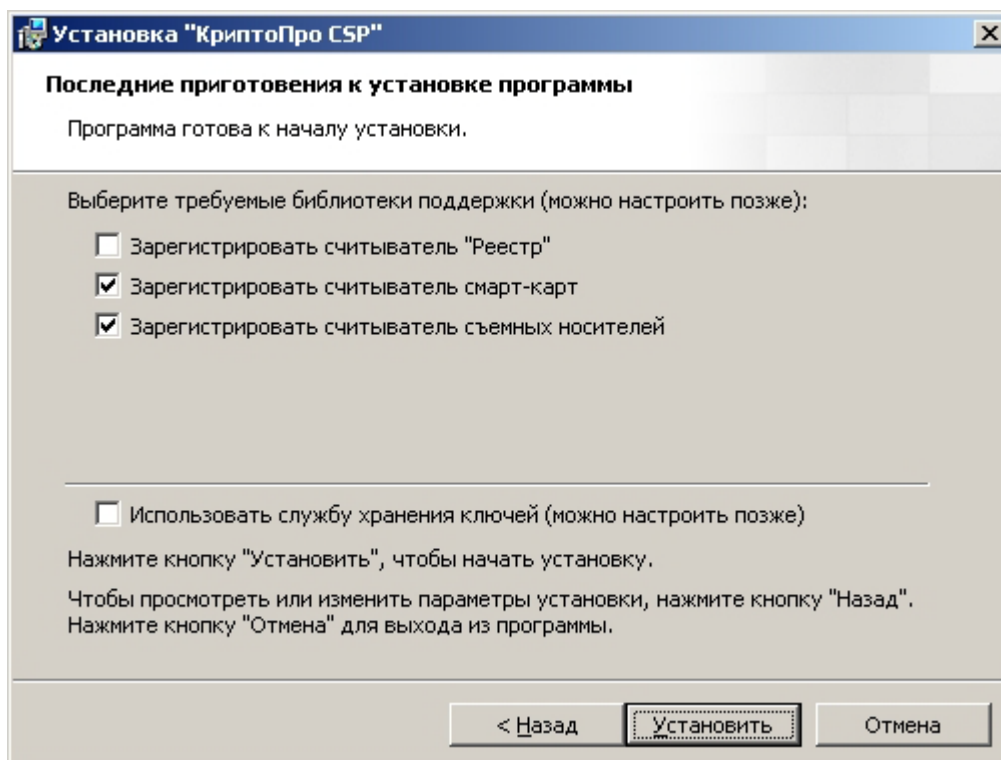 Установка "КриптоПро CSP"
Последние приготовения к установке программы
Программа готова к началу установки.
Выберите требуемые библиотеки поддержки (можно настроить позже):
Зарегистрировать считыватель "Реестр"
Зарегистрировать считыватель смарт-карт
Зарегистрировать считыватель съемных носителей
Использовать службу хранения ключей (можно настроить позже)
Нажмите кнопку "Установить", чтобы начать установку.
Чтобы просмотреть или изменить параметры установки, нажмите кнопку "Назад".
Нажмите кнопку "Отмена" для выхода из программы.
< Назад Установить Отмена